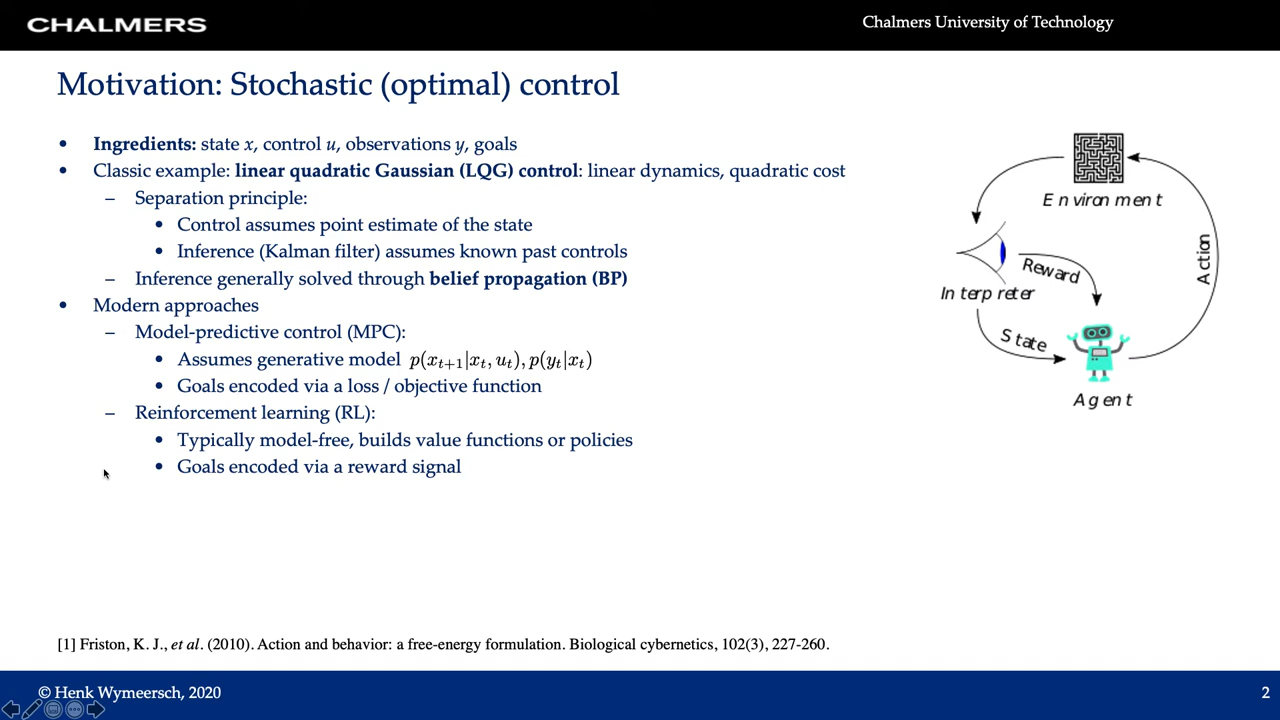 CHALMERS
Chalmers University of Technology
Motivation: Stochastic (optimal) control
• Ingredients: state x, control u, observations y, goals
• Classic example: linear quadratic Gaussian (LQG) control: linear dynamics, quadratic cost
– Separation principle:
• Control assumes point estimate of the state
• Inference (Kalman filter) assumes known past controls
– Inference generally solved through belief propagation (BP)
• Modern approaches
– Model-predictive control (MPC):
• Assumes generative model p(x_{t+1}|x_t, u_t), p(y_t|x_t)
• Goals encoded via a loss / objective function
– Reinforcement learning (RL):
• Typically model-free, builds value functions or policies
• Goals encoded via a reward signal
Environment
Action
Reward
Interpreter
State
Agent
[1] Friston, K. J., et al. (2010). Action and behavior: a free-energy formulation. Biological cybernetics, 102(3), 227-260.
© Henk Wymeersch, 2020
2